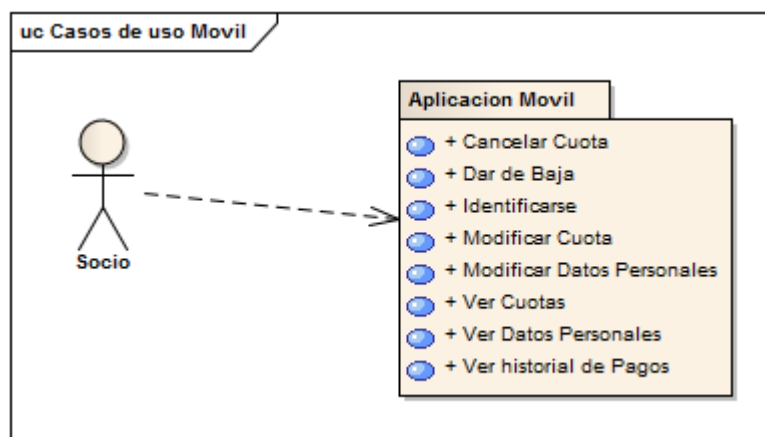 uc Casos de uso Movil
Aplicacion Movil
+ Cancelar Cuota
+ Dar de Baja
+ Identificarse
+ Modificar Cuota
+ Modificar Datos Personales
+ Ver Cuotas
+ Ver Datos Personales
+ Ver historial de Pagos
Socio